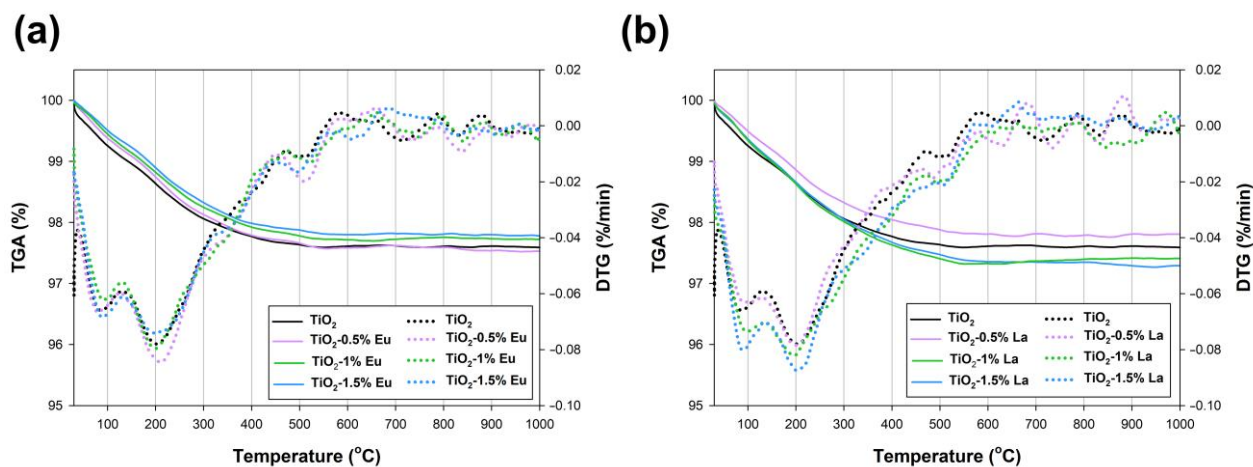 (a)
TGA (%)
100
99
98
97
96
95
0.02
0.00
-0.02
-0.04
-0.06
-0.08
-0.10
DTG (%/min)
TiO2 TiO2
TiO2-0.5% Eu TiO2-0.5% Eu
TiO2-1% Eu TiO2-1% Eu
TiO2-1.5% Eu TiO2-1.5% Eu
100 200 300 400 500 600 700 800 900 1000
Temperature (oC)
(b)
TGA (%)
100
99
98
97
96
95
0.02
0.00
-0.02
-0.04
-0.06
-0.08
-0.10
DTG (%/min)
TiO2 TiO2
TiO2-0.5% La TiO2-0.5% La
TiO2-1% La TiO2-1% La
TiO2-1.5% La TiO2-1.5% La
100 200 300 400 500 600 700 800 900 1000
Temperature (oC)